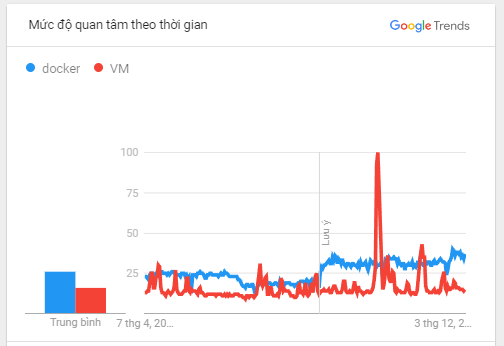 Mức độ quan tâm theo thời gian
Google Trends
docker VM
100
75
50
25
Lưu ý
Trung bình
7 thg 4, 20...
3 thg 12, 2...